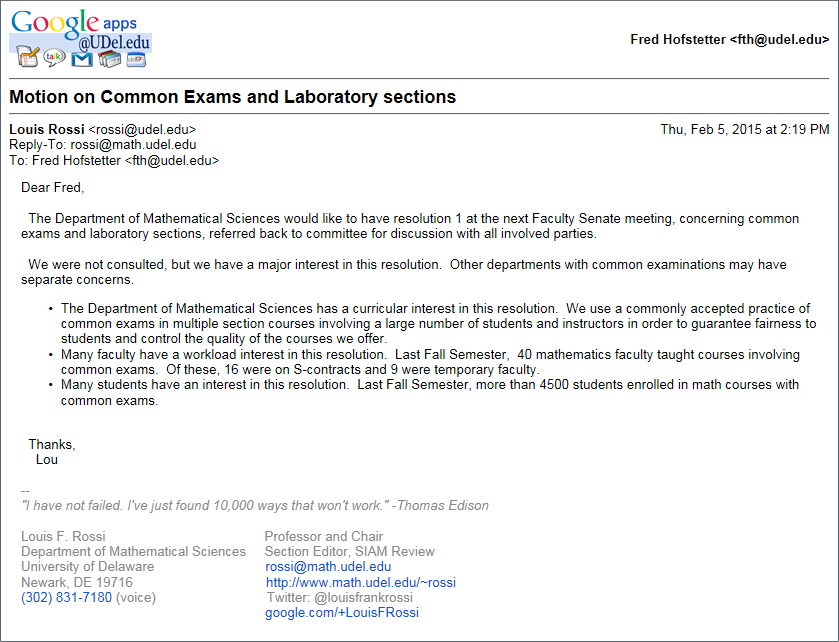 Google apps
@UDel.edu
talk
Fred Hofstetter <fth@udel.edu>
Motion on Common Exams and Laboratory sections
Louis Rossi <rossi@udel.edu> Thu, Feb 5, 2015 at 2:19 PM
Reply-To: rossi@math.udel.edu
To: Fred Hofstetter <fth@udel.edu>
Dear Fred,
The Department of Mathematical Sciences would like to have resolution 1 at the next Faculty Senate meeting, concerning common
exams and laboratory sections, referred back to committee for discussion with all involved parties.
We were not consulted, but we have a major interest in this resolution.  Other departments with common examinations may have
separate concerns.
• The Department of Mathematical Sciences has a curricular interest in this resolution.  We use a commonly accepted practice of
common exams in multiple section courses involving a large number of students and instructors in order to guarantee fairness to
students and control the quality of the courses we offer.
• Many faculty have a workload interest in this resolution.  Last Fall Semester,  40 mathematics faculty taught courses involving
common exams.  Of these, 16 were on S-contracts and 9 were temporary faculty.
• Many students have an interest in this resolution.  Last Fall Semester, more than 4500 students enrolled in math courses with
common exams.
Thanks,
Lou
--
"I have not failed. I've just found 10,000 ways that won't work." -Thomas Edison
Louis F. Rossi Professor and Chair
Department of Mathematical Sciences Section Editor, SIAM Review
University of Delaware rossi@math.udel.edu
Newark, DE 19716 http://www.math.udel.edu/~rossi
(302) 831-7180 (voice) Twitter: @louisfrankrossi
google.com/+LouisFRossi